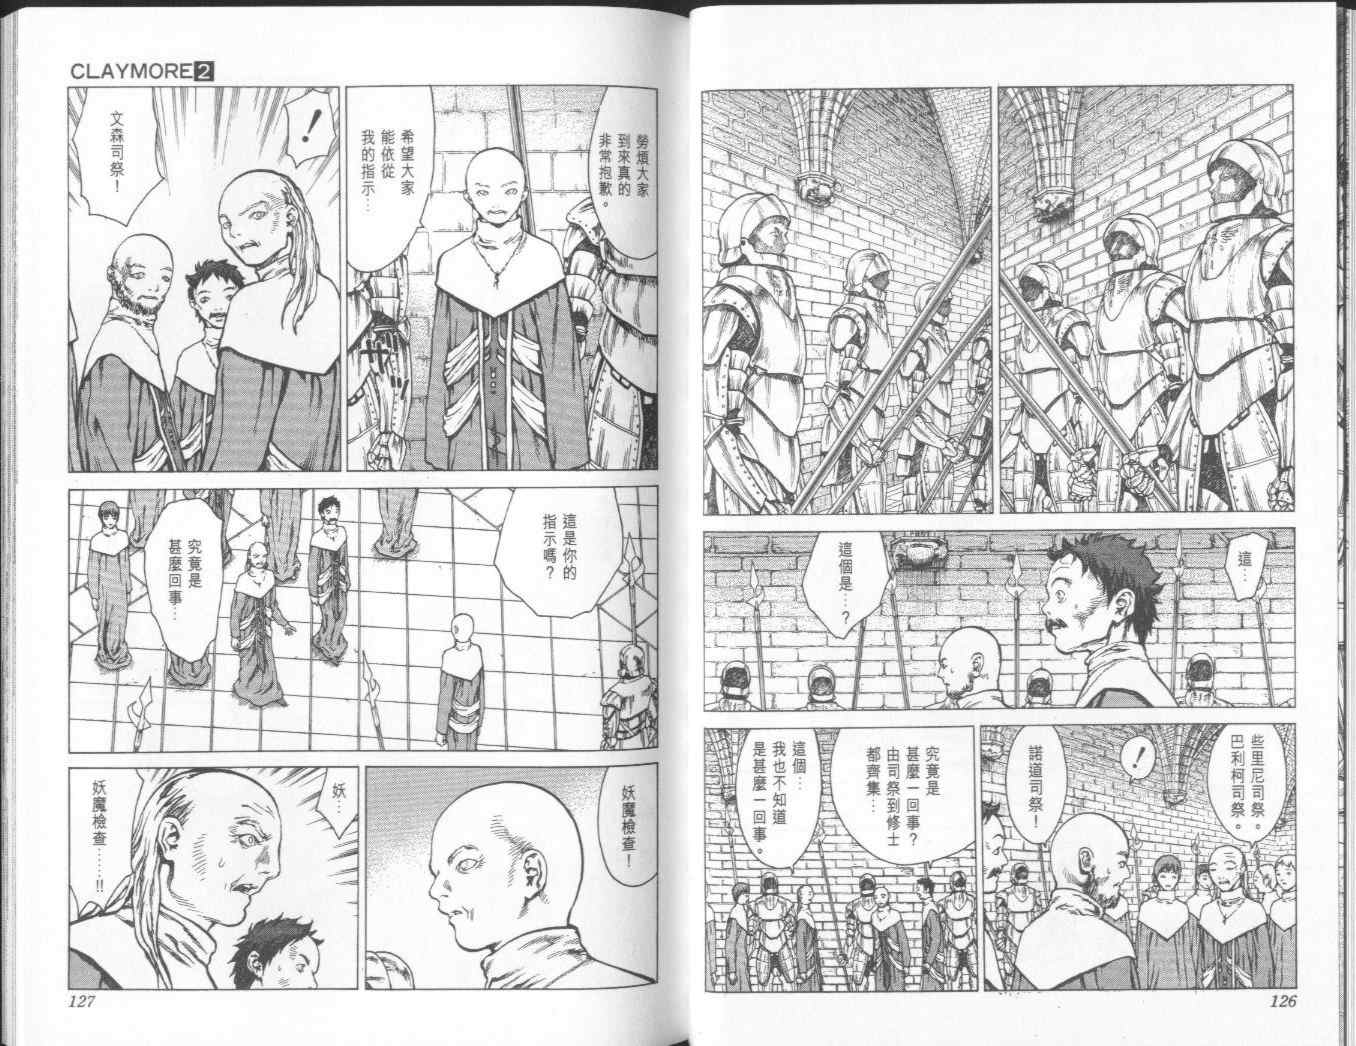 這…
這個是…？
些里尼司祭。
巴利柯司祭。
！
諾道司祭！
究竟是
甚麼一回事？
由司祭到修士
都齊集…
這個…
我也不知道
是甚麼一回事。
126
CLAYMORE 2
勞煩大家
到來真的
非常抱歉。
希望大家
能依從
我的指示…
！
文森司祭！
這是你的
指示嗎？
究竟是
甚麼回事…
妖魔檢查！
妖…
妖魔檢查……!!
127